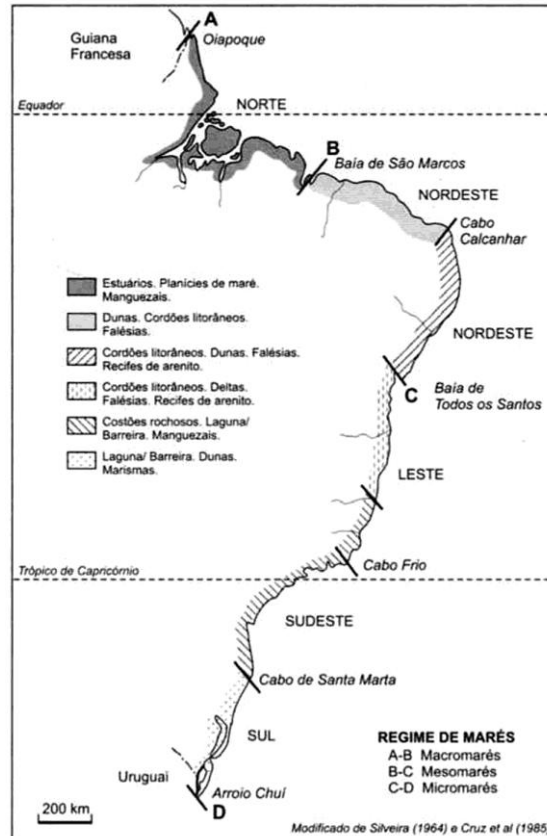 A
Guiana
Francesa
Oiapoque
Equador
NORTE
B
Baía de São Marcos
NORDESTE
Cabo
Calcanhar
Estuários. Planícies de maré.
Manguezais.
Dunas. Cordões litorâneos.
Falésias.
Cordões litorâneos. Dunas. Falésias.
Recifes de arenito.
Cordões litorâneos. Deltas.
Falésias. Recifes de arenito.
Costões rochosos. Laguna/
Barreira. Manguezais.
Laguna/ Barreira. Dunas.
Marismas.
NORDESTE
C
Baía de
Todos os Santos
LESTE
Cabo Frio
Trópico de Capricórnio
SUDESTE
Cabo de Santa Marta
SUL
Uruguai
Arroio Chuí
D
200 km
REGIME DE MARÉS
A-B Macromarés
B-C Mesomarés
C-D Micromarés
Modificado de Silveira (1964) e Cruz et al (1985)